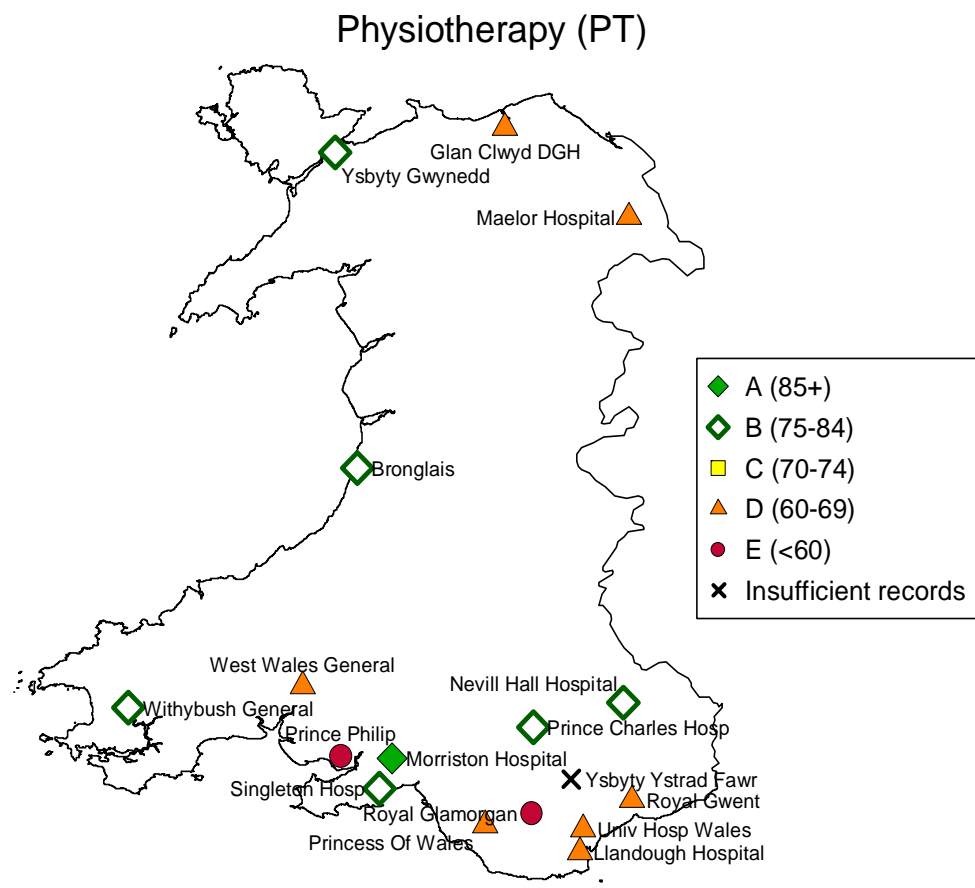 Physiotherapy (PT)
Glan Clwyd DGH
Ysbyty Gwynedd
Maelor Hospital
A (85+)
B (75-84)
C (70-74)
D (60-69)
E (<60)
Insufficient records
Bronglais
West Wales General
Nevill Hall Hospital
Withybush General
Prince Philip
Prince Charles Hosp
Morriston Hospital
Ysbyty Ystrad Fawr
Singleton Hosp
Royal Gwent
Royal Glamorgan
Univ Hosp Wales
Princess Of Wales
Llandough Hospital